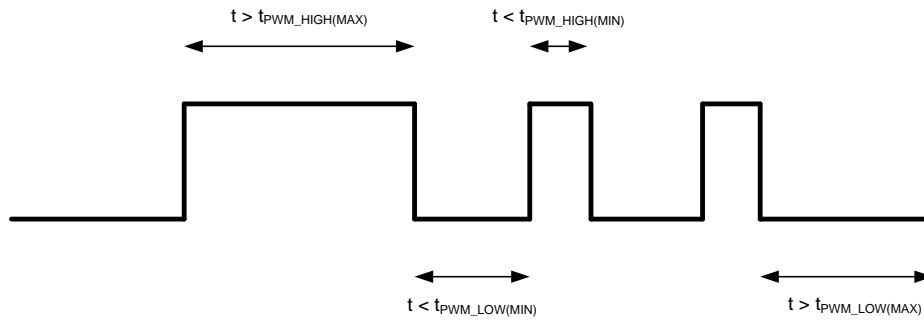 t > tPWM_HIGH(MAX)
t < tPWM_HIGH(MIN)
t < tPWM_LOW(MIN)
t > tPWM_LOW(MAX)